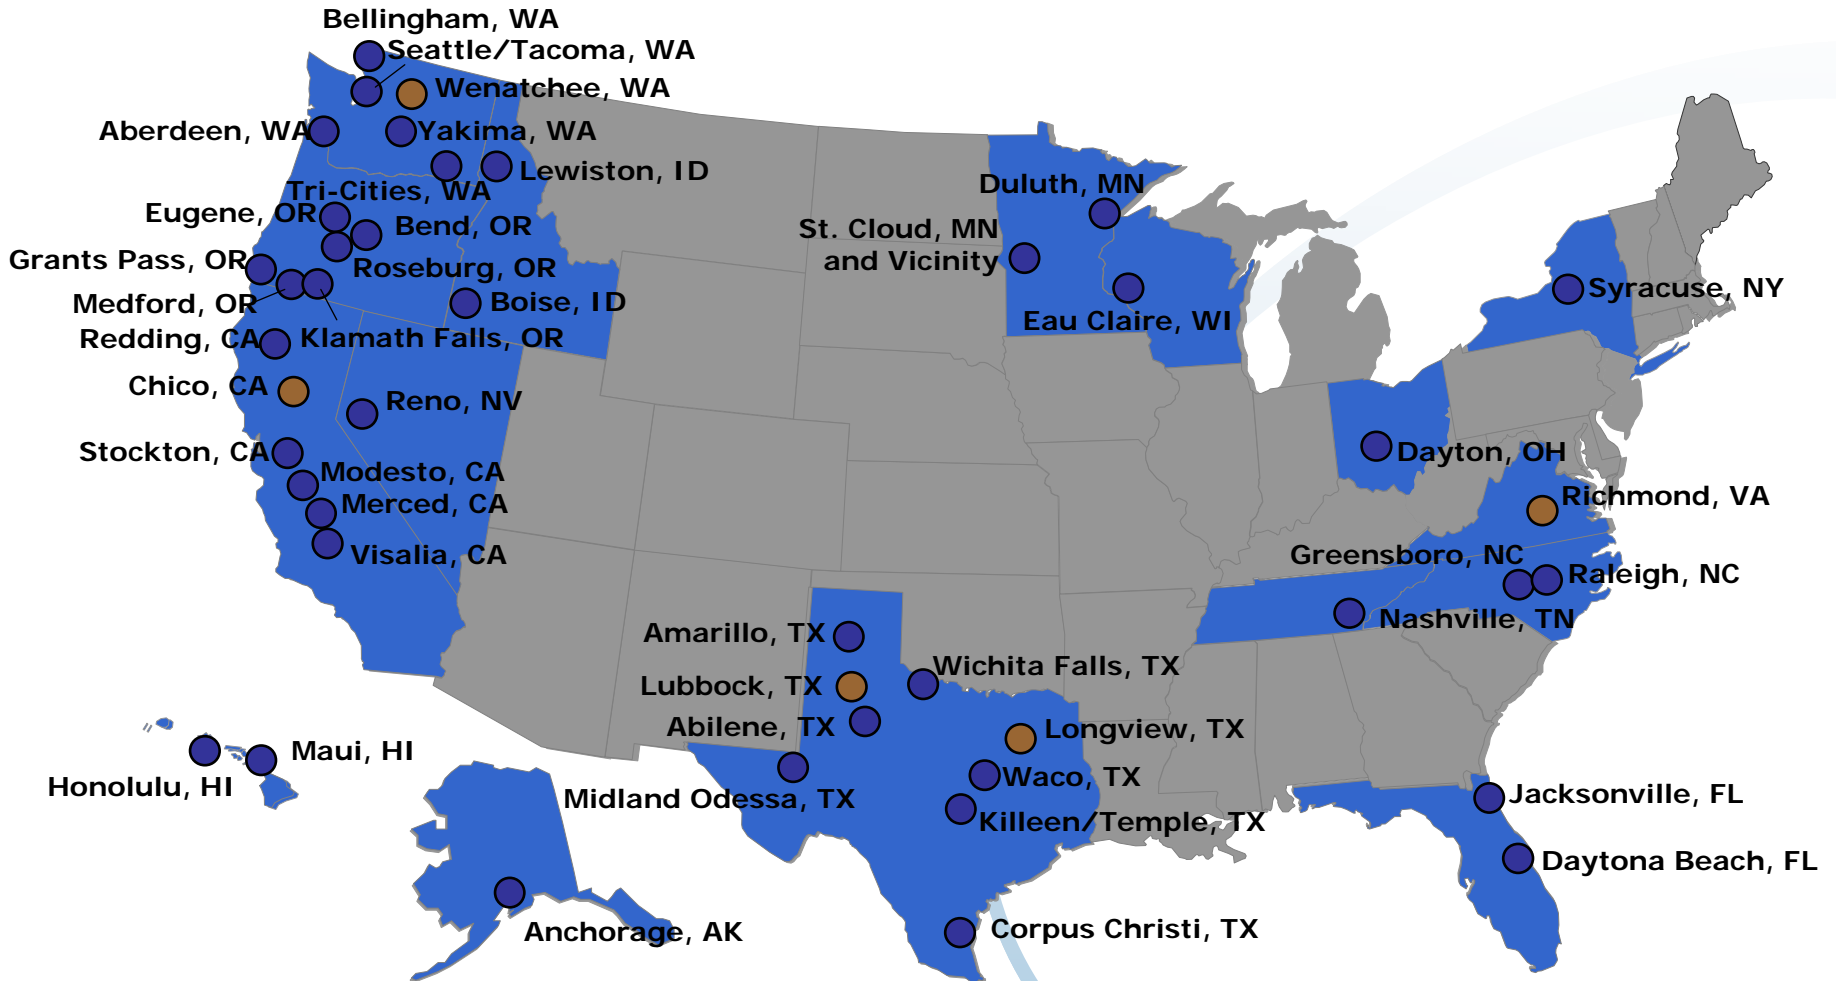 Bellingham, WA
Seattle/Tacoma, WA
Wenatchee, WA
Aberdeen, WA
Yakima, WA
Lewiston, ID
Tri-Cities, WA
Eugene, OR
Bend, OR
Grants Pass, OR
Roseburg, OR
Medford, OR
Boise, ID
Redding, CA
Klamath Falls, OR
Chico, CA
Reno, NV
Stockton, CA
Modesto, CA
Merced, CA
Visalia, CA
Duluth, MN
St. Cloud, MN
and Vicinity
Eau Claire, WI
Syracuse, NY
Dayton, OH
Richmond, VA
Greensboro, NC
Raleigh, NC
Nashville, TN
Amarillo, TX
Wichita Falls, TX
Lubbock, TX
Abilene, TX
Longview, TX
Waco, TX
Midland Odessa, TX
Killeen/Temple, TX
Corpus Christi, TX
Maui, HI
Honolulu, HI
Anchorage, AK
Jacksonville, FL
Daytona Beach, FL